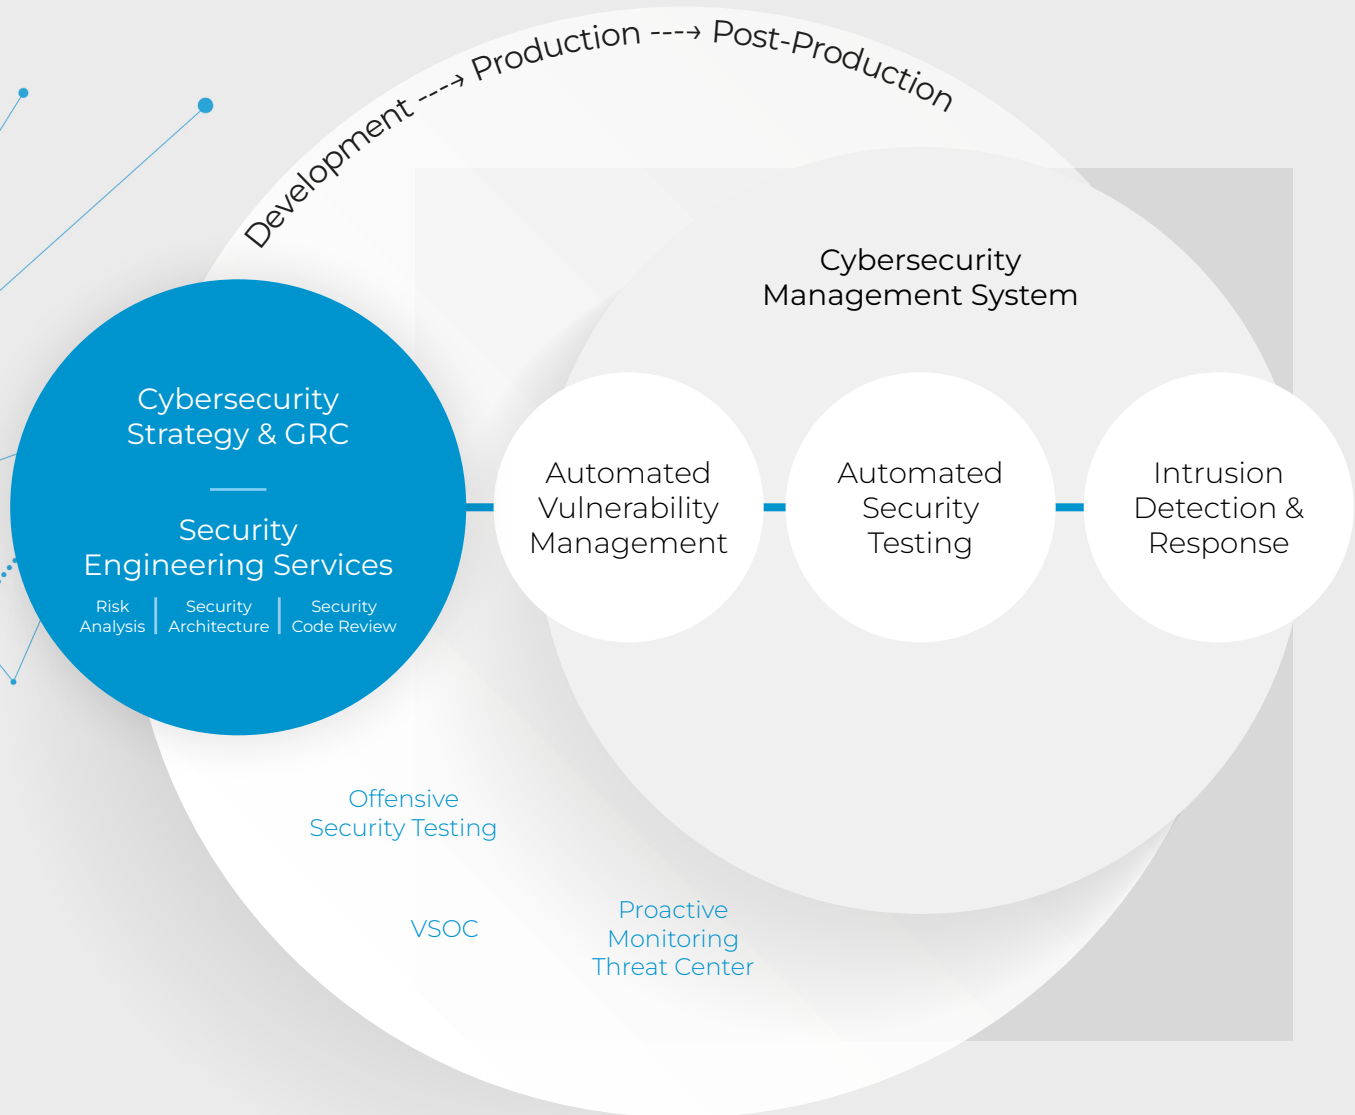 Development ----→ Production ----→ Post-Production
Cybersecurity
Management System
Cybersecurity
Strategy & GRC
Security
Engineering Services
Risk
Analysis
Security
Architecture
Security
Code Review
Automated
Vulnerability
Management
Automated
Security
Testing
Intrusion
Detection &
Response
Offensive
Security Testing
VSOC
Proactive
Monitoring
Threat Center